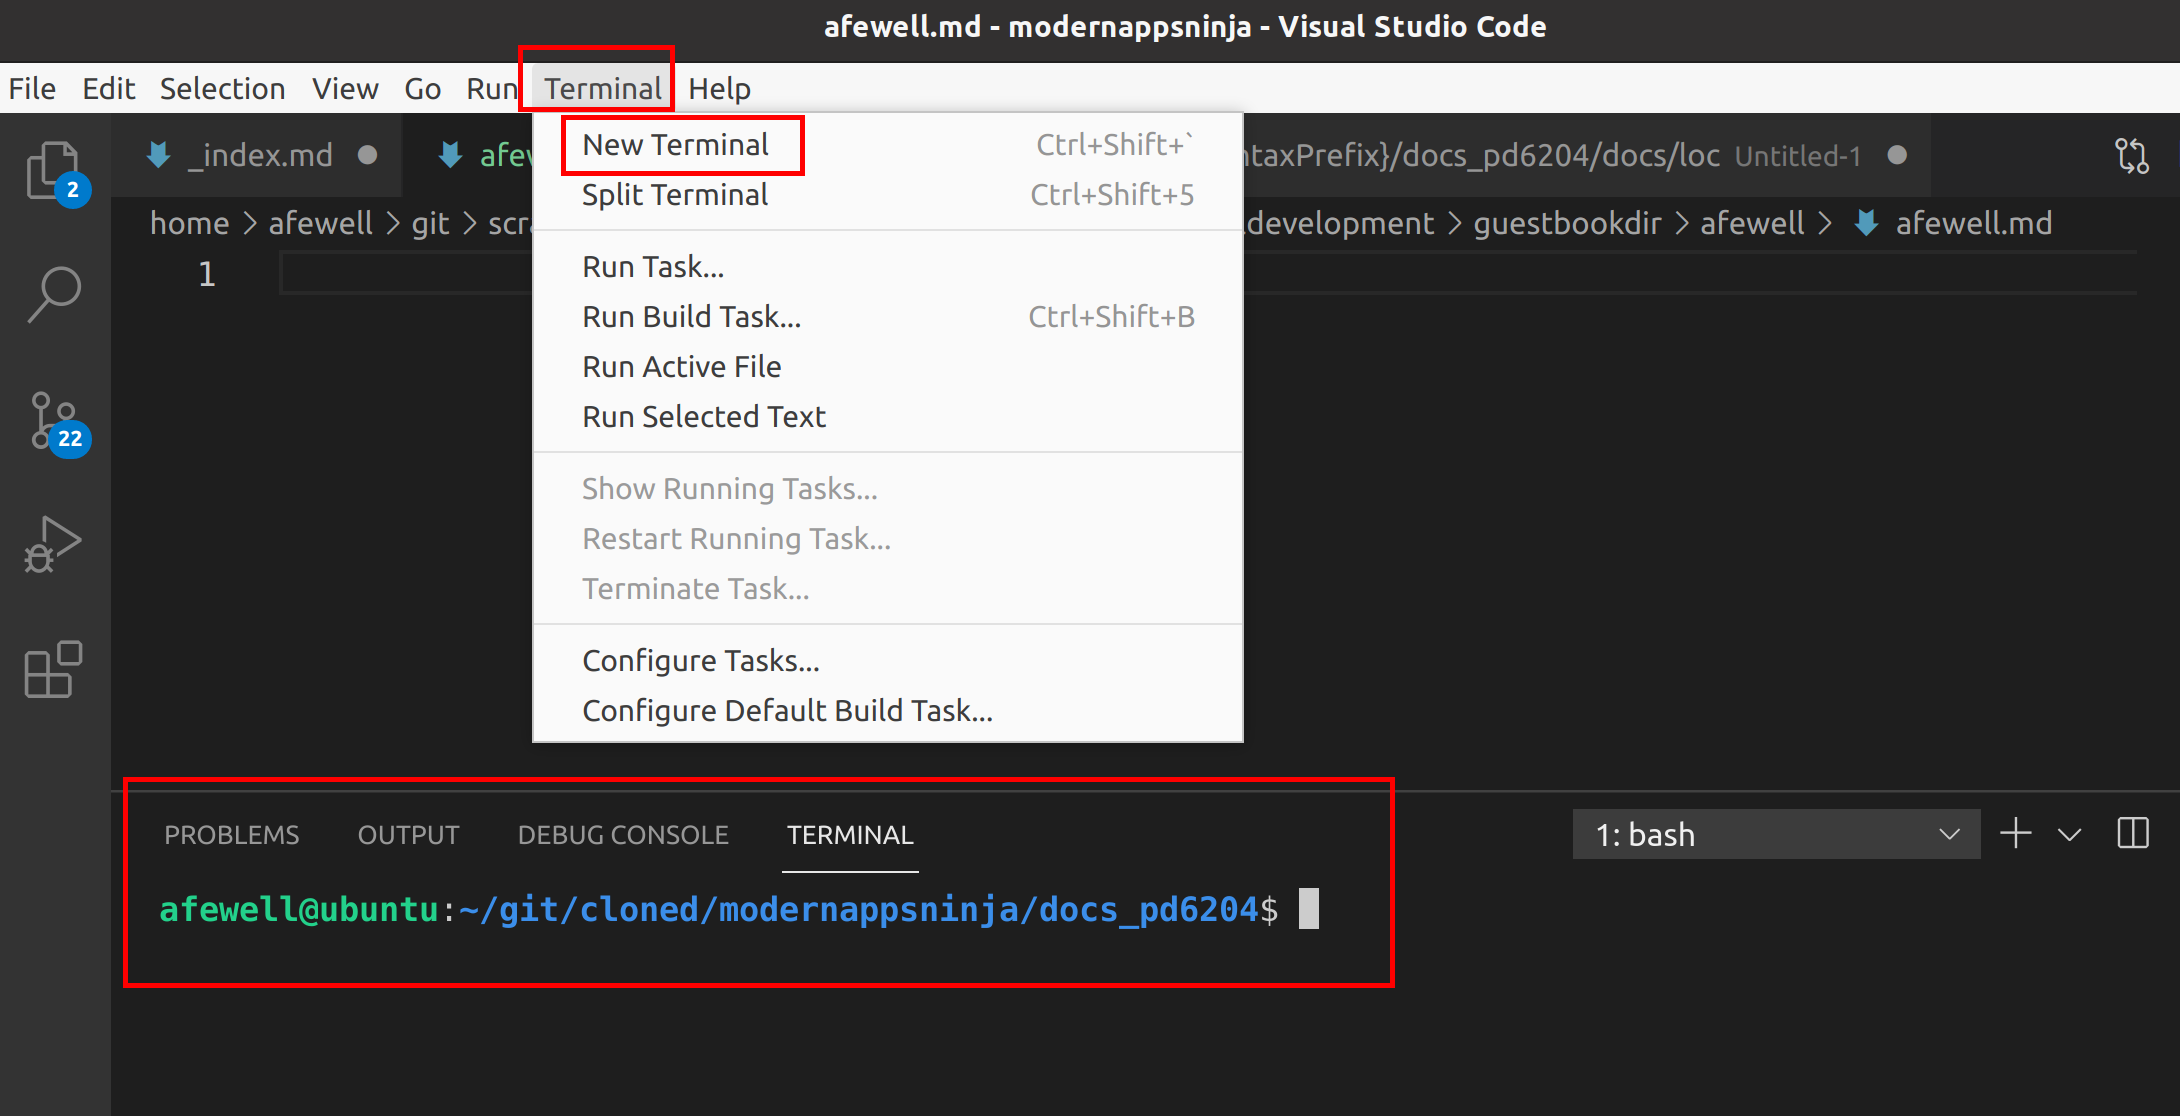 afewell.md - modernappsninja - Visual Studio Code
File Edit Selection View Go Run Terminal Help
_index.md
taxPrefix}/docs_pd6204/docs/loc Untitled-1
2
home > afewell > git >
development > guestbookdir > afewell > afewell.md
1
22
New Terminal Ctrl+Shift+`
Split Terminal Ctrl+Shift+5
Run Task...
Run Build Task... Ctrl+Shift+B
Run Active File
Run Selected Text
Show Running Tasks...
Restart Running Task...
Terminate Task...
Configure Tasks...
Configure Default Build Task...
PROBLEMS OUTPUT DEBUG CONSOLE TERMINAL
1: bash
afewell@ubuntu:~/git/cloned/modernappsninja/docs_pd6204$